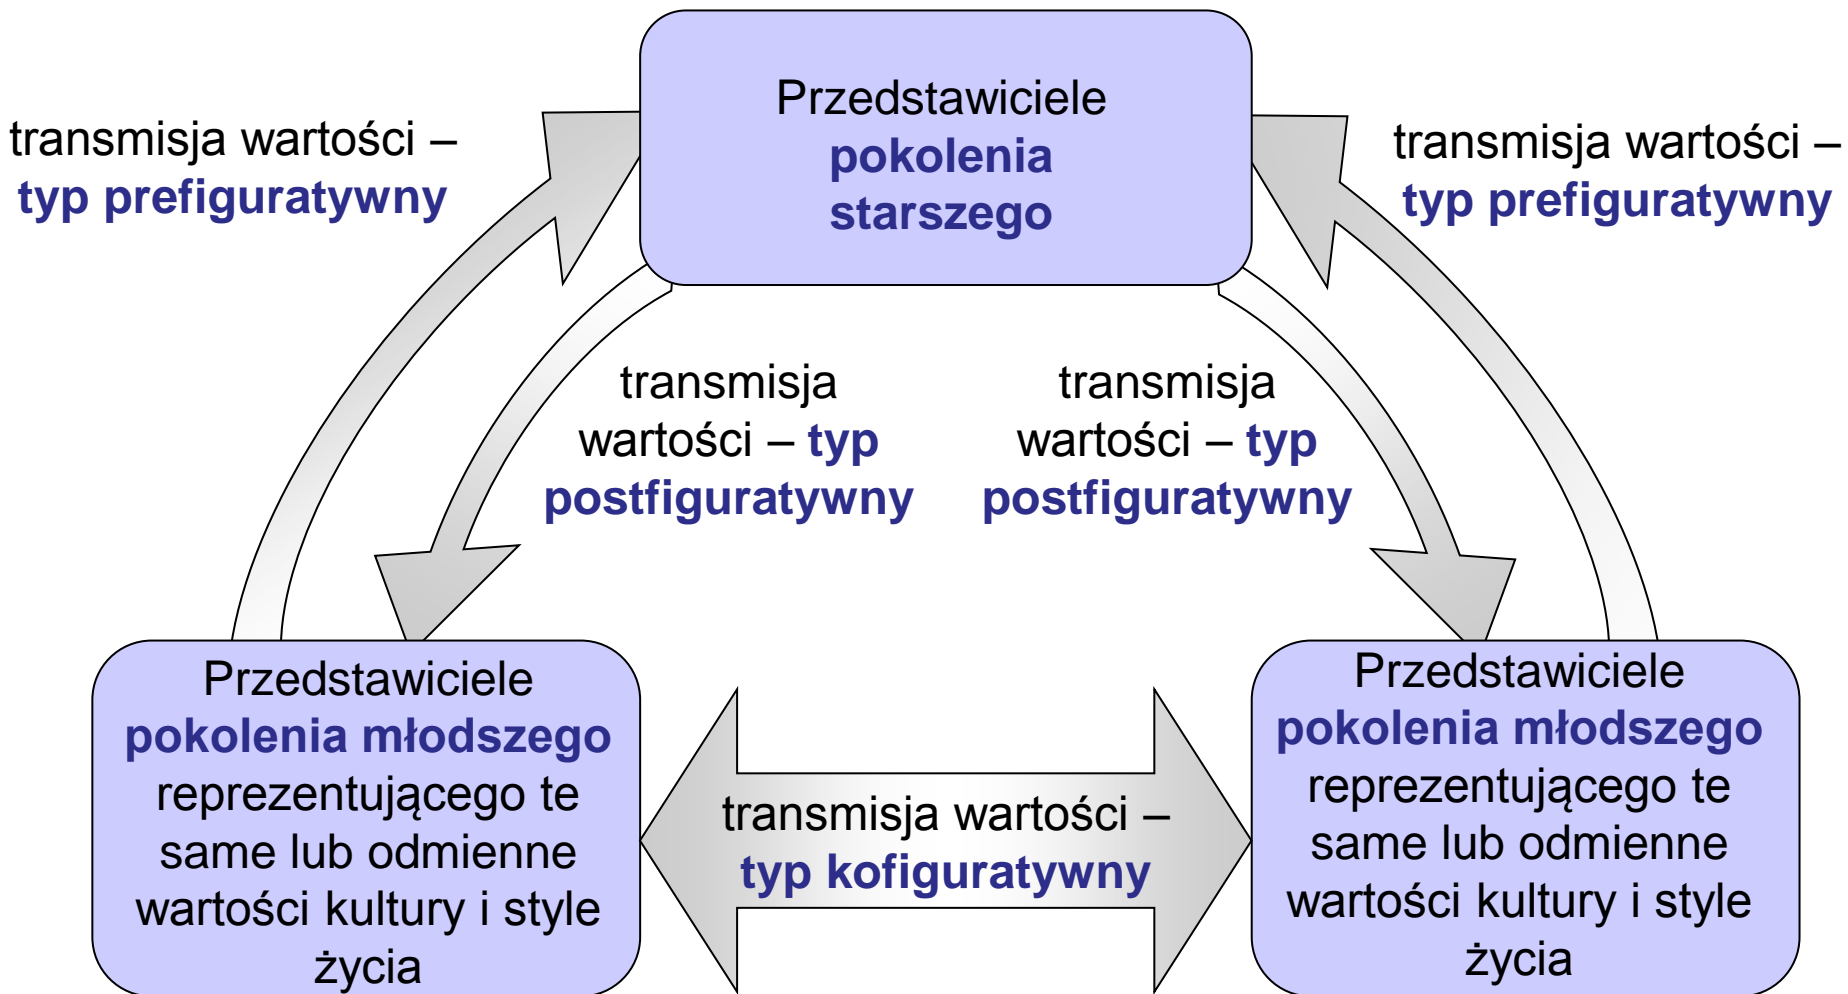 Przedstawiciele
pokolenia
starszego
transmisja wartości –
typ prefiguratywny
transmisja wartości –
typ prefiguratywny
transmisja
wartości – typ
postfiguratywny
transmisja
wartości – typ
postfiguratywny
Przedstawiciele
pokolenia młodszego
reprezentującego te
same lub odmienne
wartości kultury i style
życia
transmisja wartości –
typ kofiguratywny
Przedstawiciele
pokolenia młodszego
reprezentującego te
same lub odmienne
wartości kultury i style
życia